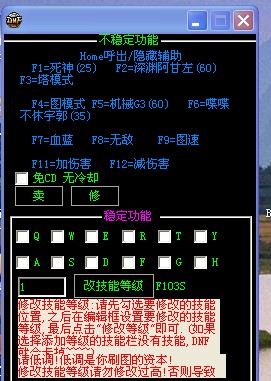 不稳定功能
Home呼出/隐藏辅助
F1=死神(25) F2=深渊阿甘左(60)
F3=塔模式
F4=图模式 F5=机械G3(60) F6=喋喋
不休宇郭(35)
F7=血蓝 F8=无敌 F9=图速
F11=加伤害 F12=减伤害
免CD 无冷却
卖 修
稳定功能
Q W E R T Y
A S D F G H
1 改技能等级 F103S
修改技能等级:请先勾选要修改的技能
位置,之后在编辑框设置要修改的等
等级,最后点击"修改等级"即可.(如果
选择添加等级的技能栏没有技能,DNF
就会卡掉~~~~~)
请低调!低调是你刷图的资本!
修改技能等级请勿修改过高!否则导致